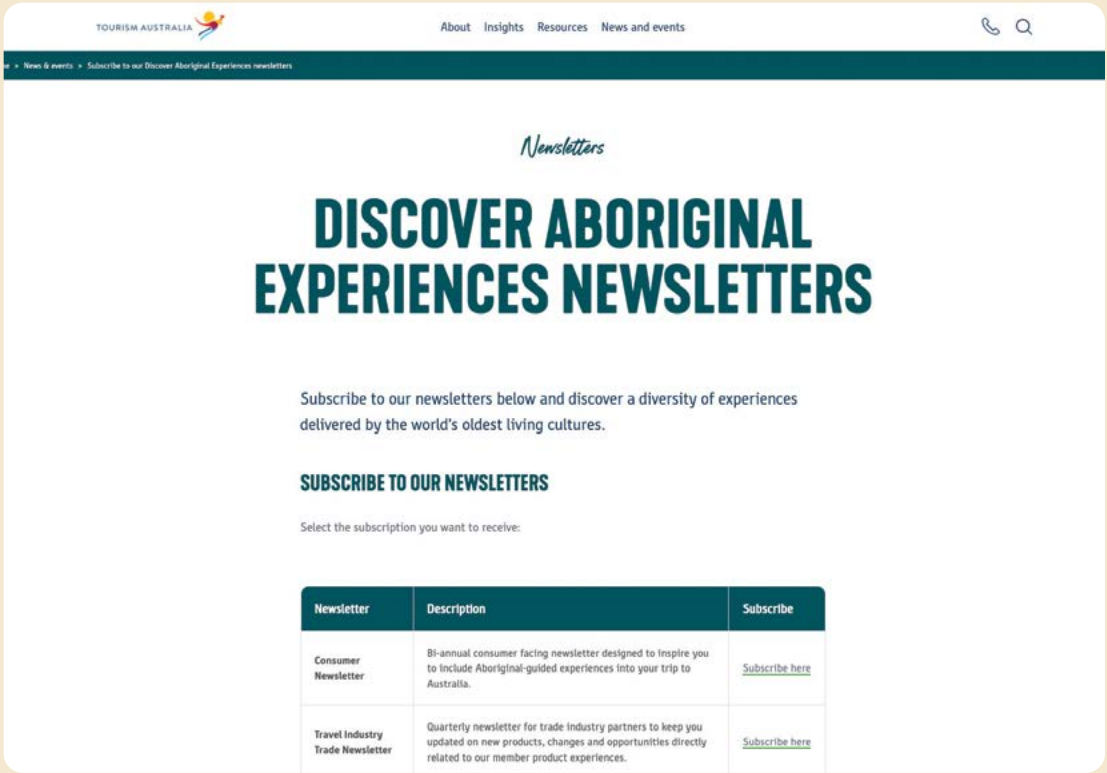 TOURISM AUSTRALIA
About Insights Resources News and events
» News & events » Subscribe to our Discover Aboriginal Experiences newsletters
Newsletters
DISCOVER ABORIGINAL
EXPERIENCES NEWSLETTERS
Subscribe to our newsletters below and discover a diversity of experiences
delivered by the world's oldest living cultures.
SUBSCRIBE TO OUR NEWSLETTERS
Select the subscription you want to receive:
Newsletter Description Subscribe
Consumer
Newsletter
Bi-annual consumer facing newsletter designed to inspire you
to include Aboriginal-guided experiences into your trip to
Australia.
Subscribe here
Travel Industry
Trade Newsletter
Quarterly newsletter for trade industry partners to keep you
updated on new products, changes and opportunities directly
related to our member product experiences.
Subscribe here